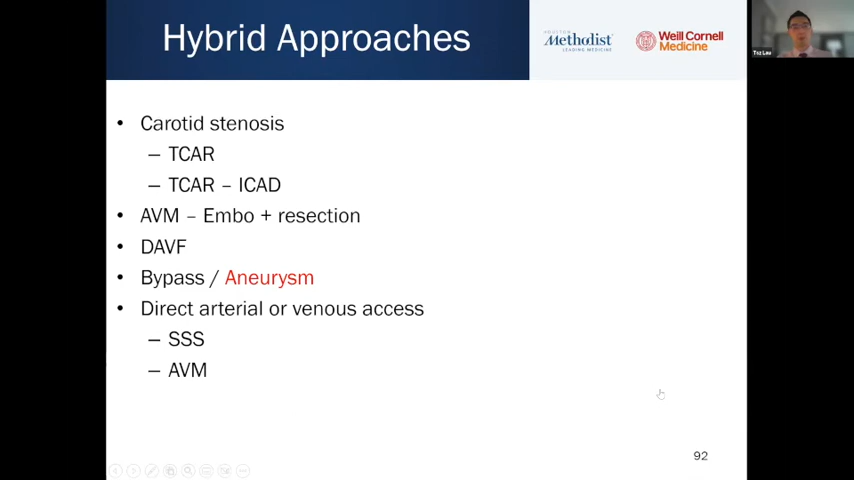 Hybrid Approaches
HOUSTON
Methodist
LEADING MEDICINE
Weill Cornell
Medicine
• Carotid stenosis
– TCAR
– TCAR – ICAD
• AVM – Embo + resection
• DAVF
• Bypass / Aneurysm
• Direct arterial or venous access
– SSS
– AVM
92